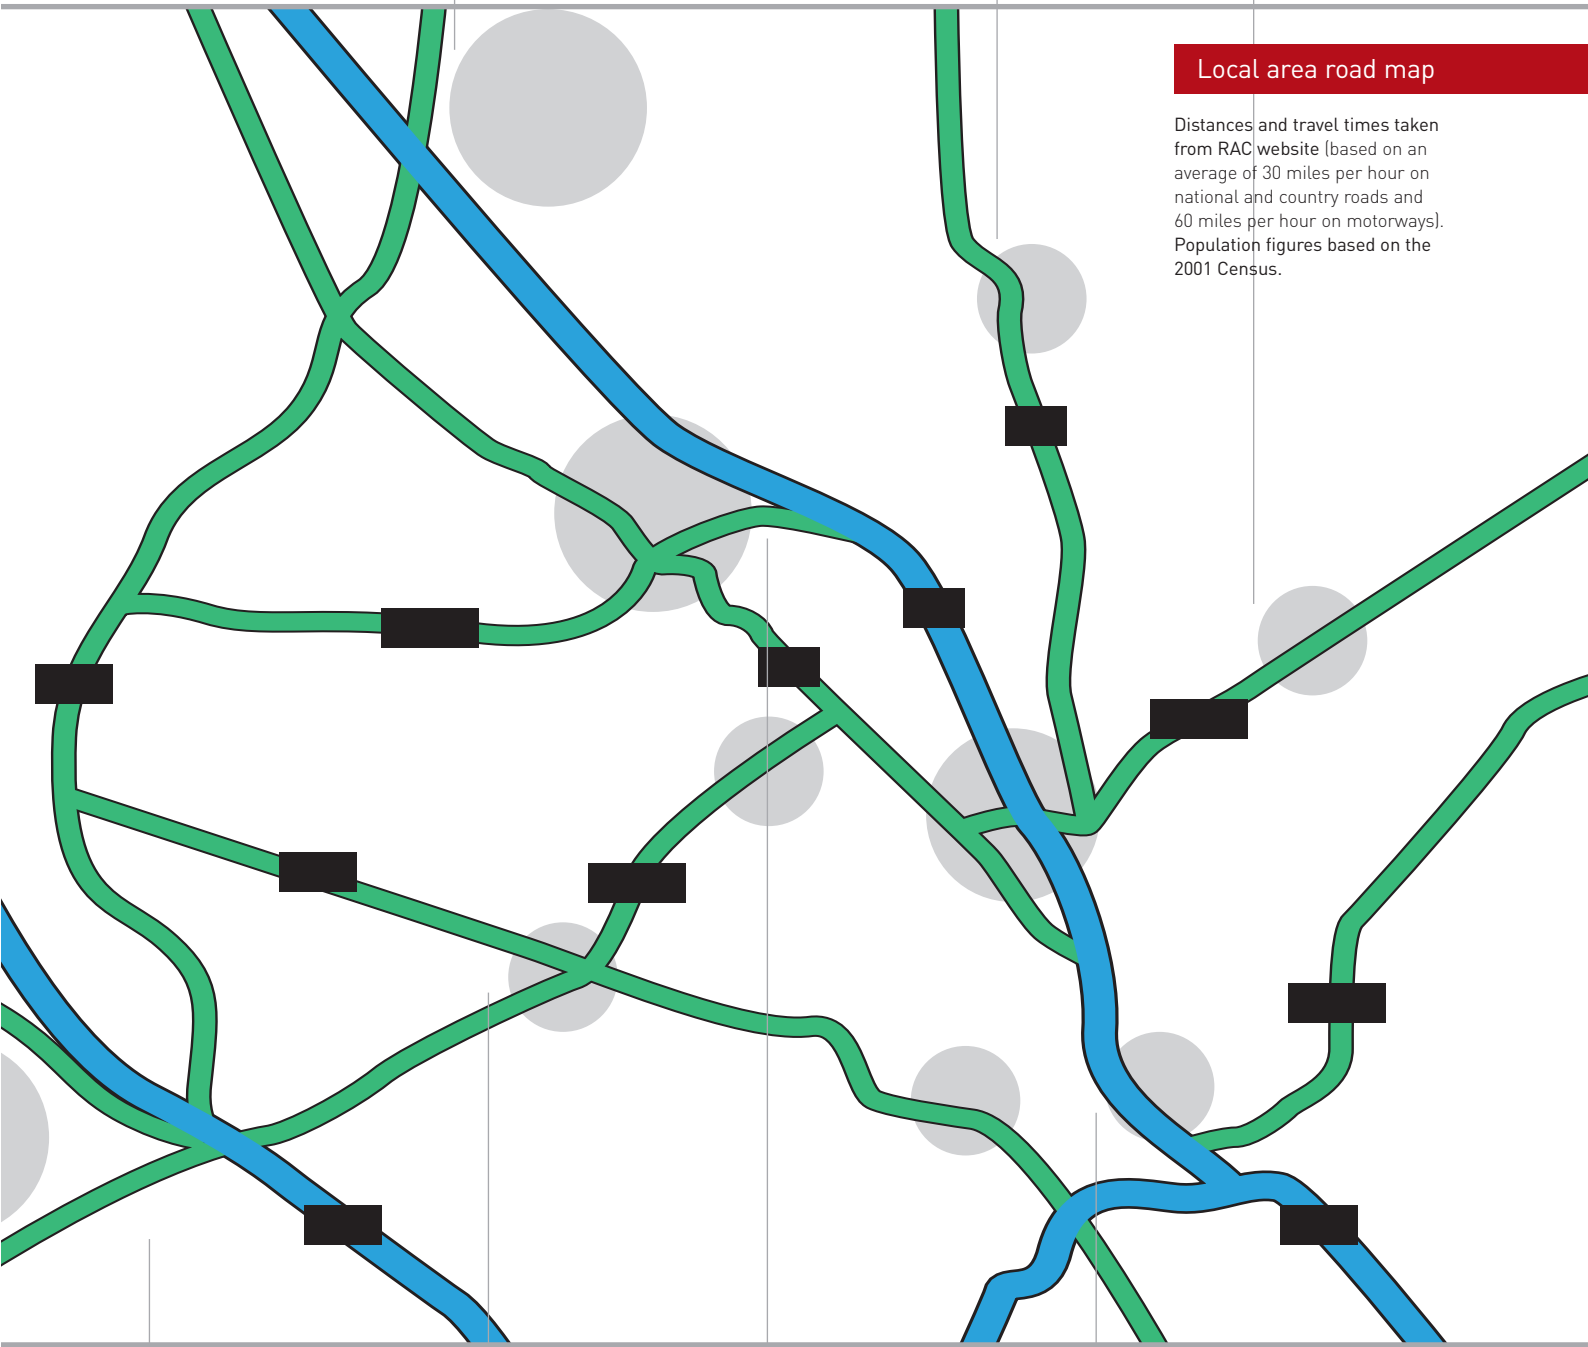 Local area road map
Distances and travel times taken
from RAC website (based on an
average of 30 miles per hour on
national and country roads and
60 miles per hour on motorways).
Population figures based on the
2001 Census.